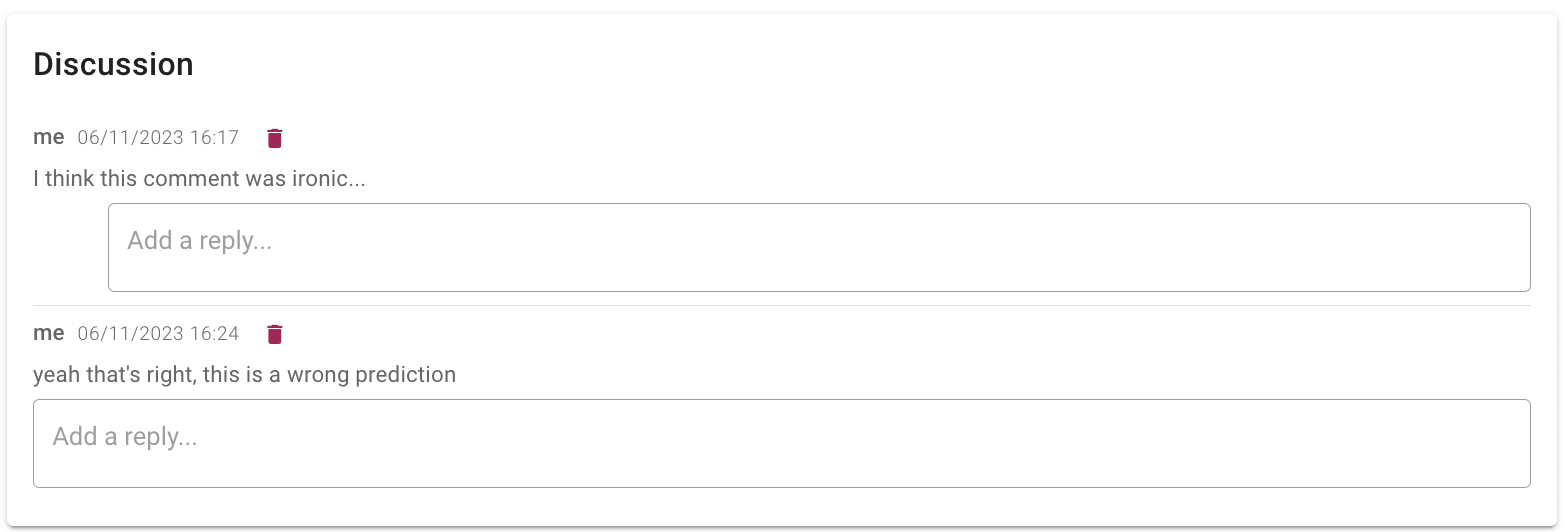 Discussion
me 06/11/2023 16:17
I think this comment was ironic...
Add a reply...
me 06/11/2023 16:24
yeah that's right, this is a wrong prediction
Add a reply...